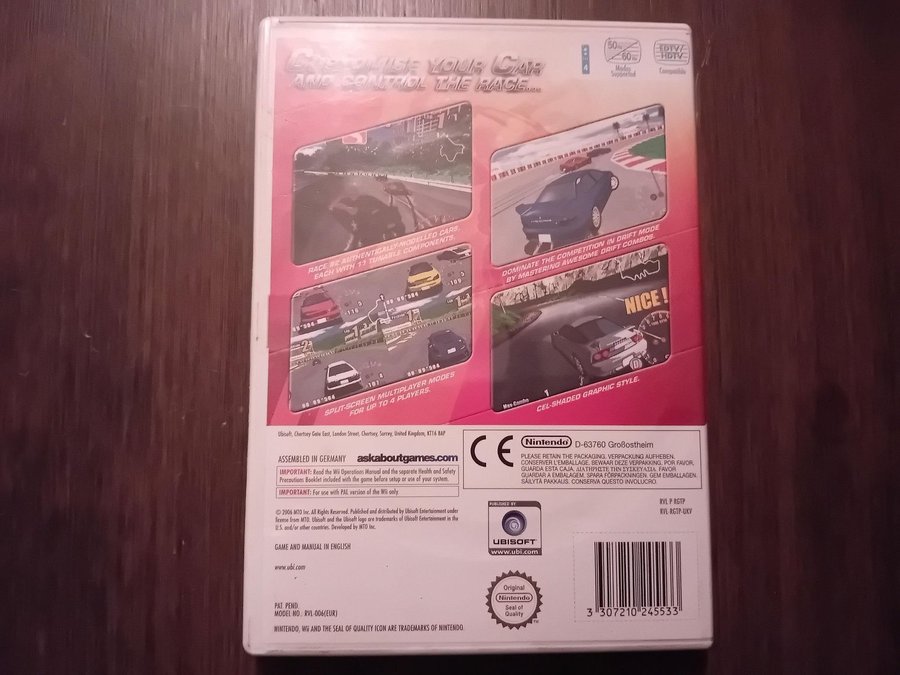 CUSTOMISE YOUR CAR
AND CONTROL THE RACE...
1-4
50Hz
60Hz
Modes
Supported
EDTV/
HDTV
Compatible
RACE 82 AUTHENTICALLY-MODELLED CARS,
EACH WITH 13 TUNABLE COMPONENTS.
DOMINATE THE COMPETITION IN DRIFT MODE
BY MASTERING AWESOME DRIFT COMBOS.
NICE!
Max Combo 1
SPLIT-SCREEN MULTIPLAYER MODES
FOR UP TO 4 PLAYERS.
CEL-SHADED GRAPHIC STYLE.
Ubisoft, Chertsey Gate East, London Street, Chertsey, Surrey, United Kingdom, KT16 8AP
ASSEMBLED IN GERMANY askaboutgames.com
IMPORTANT: Read the Wii Operations Manual and the separate Health and Safety
Precautions Booklet included with the game before setup or use of your system.
IMPORTANT: For use with PAL version of the Wii only.
© 2006 MTO Inc. All Rights Reserved. Published and distributed by Ubisoft Entertainment under
license from MTO. Ubisoft and the Ubisoft logo are trademarks of Ubisoft Entertainment in the
U.S. and/or other countries. Developed by MTO Inc.
GAME AND MANUAL IN ENGLISH
www.ubi.com
PAT. PEND.
MODEL NO.: RVL-006(EUR)
NINTENDO, Wii AND THE SEAL OF QUALITY ICON ARE TRADEMARKS OF NINTENDO.
CE Nintendo D-63760 Großostheim
PLEASE RETAIN THE PACKAGING. VERPACKUNG AUFHEBEN.
CONSERVER L'EMBALLAGE. BEWAAR DEZE VERPAKKING. POR FAVOR,
GUARDA ESTA CAJA. ΔΙΑΤΗΡΗΣΤΕ ΤΗΝ ΣΥΣΚΕΥΑΣΙΑ. FAVOR
GUARDAR A EMBALAGEM. SPARA FÖRPACKNINGEN. GEM EMBALLAGEN.
SÄILYTÄ PAKKAUS. CONSERVA QUESTO INVOLUCRO.
RVL P RGTP
RVL-RGTP-UKV
PUBLISHED BY
UBISOFT
www.ubi.com
Original
Nintendo
Seal of
Quality
TM
3 307210 245533